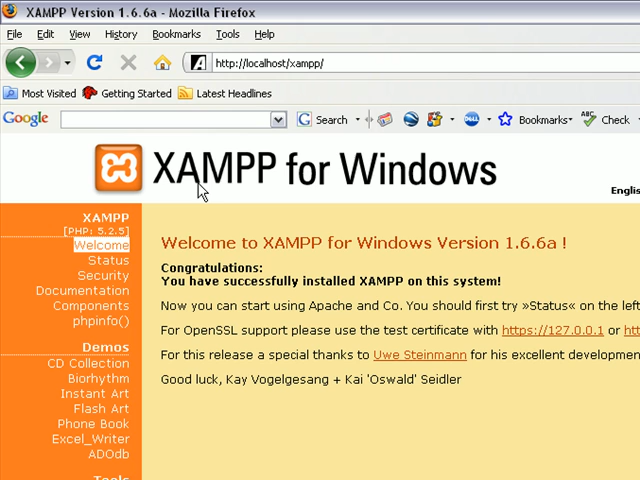 XAMPP Version 1.6.6a - Mozilla Firefox
File Edit View History Bookmarks Tools Help
http://localhost/xampp/
Most Visited Getting Started Latest Headlines
Google Search Bookmarks Check
XAMPP for Windows
Englis
XAMPP
[PHP: 5.2.5]
Welcome
Status
Security
Documentation
Components
phpinfo()
Demos
CD Collection
Biorhythm
Instant Art
Flash Art
Phone Book
Excel_Writer
ADOdb
Tools
Welcome to XAMPP for Windows Version 1.6.6a !
Congratulations:
You have successfully installed XAMPP on this system!
Now you can start using Apache and Co. You should first try »Status« on the left
For OpenSSL support please use the test certificate with https://127.0.0.1 or htt
For this release a special thanks to Uwe Steinmann for his excellent developmen
Good luck, Kay Vogelgesang + Kai 'Oswald' Seidler